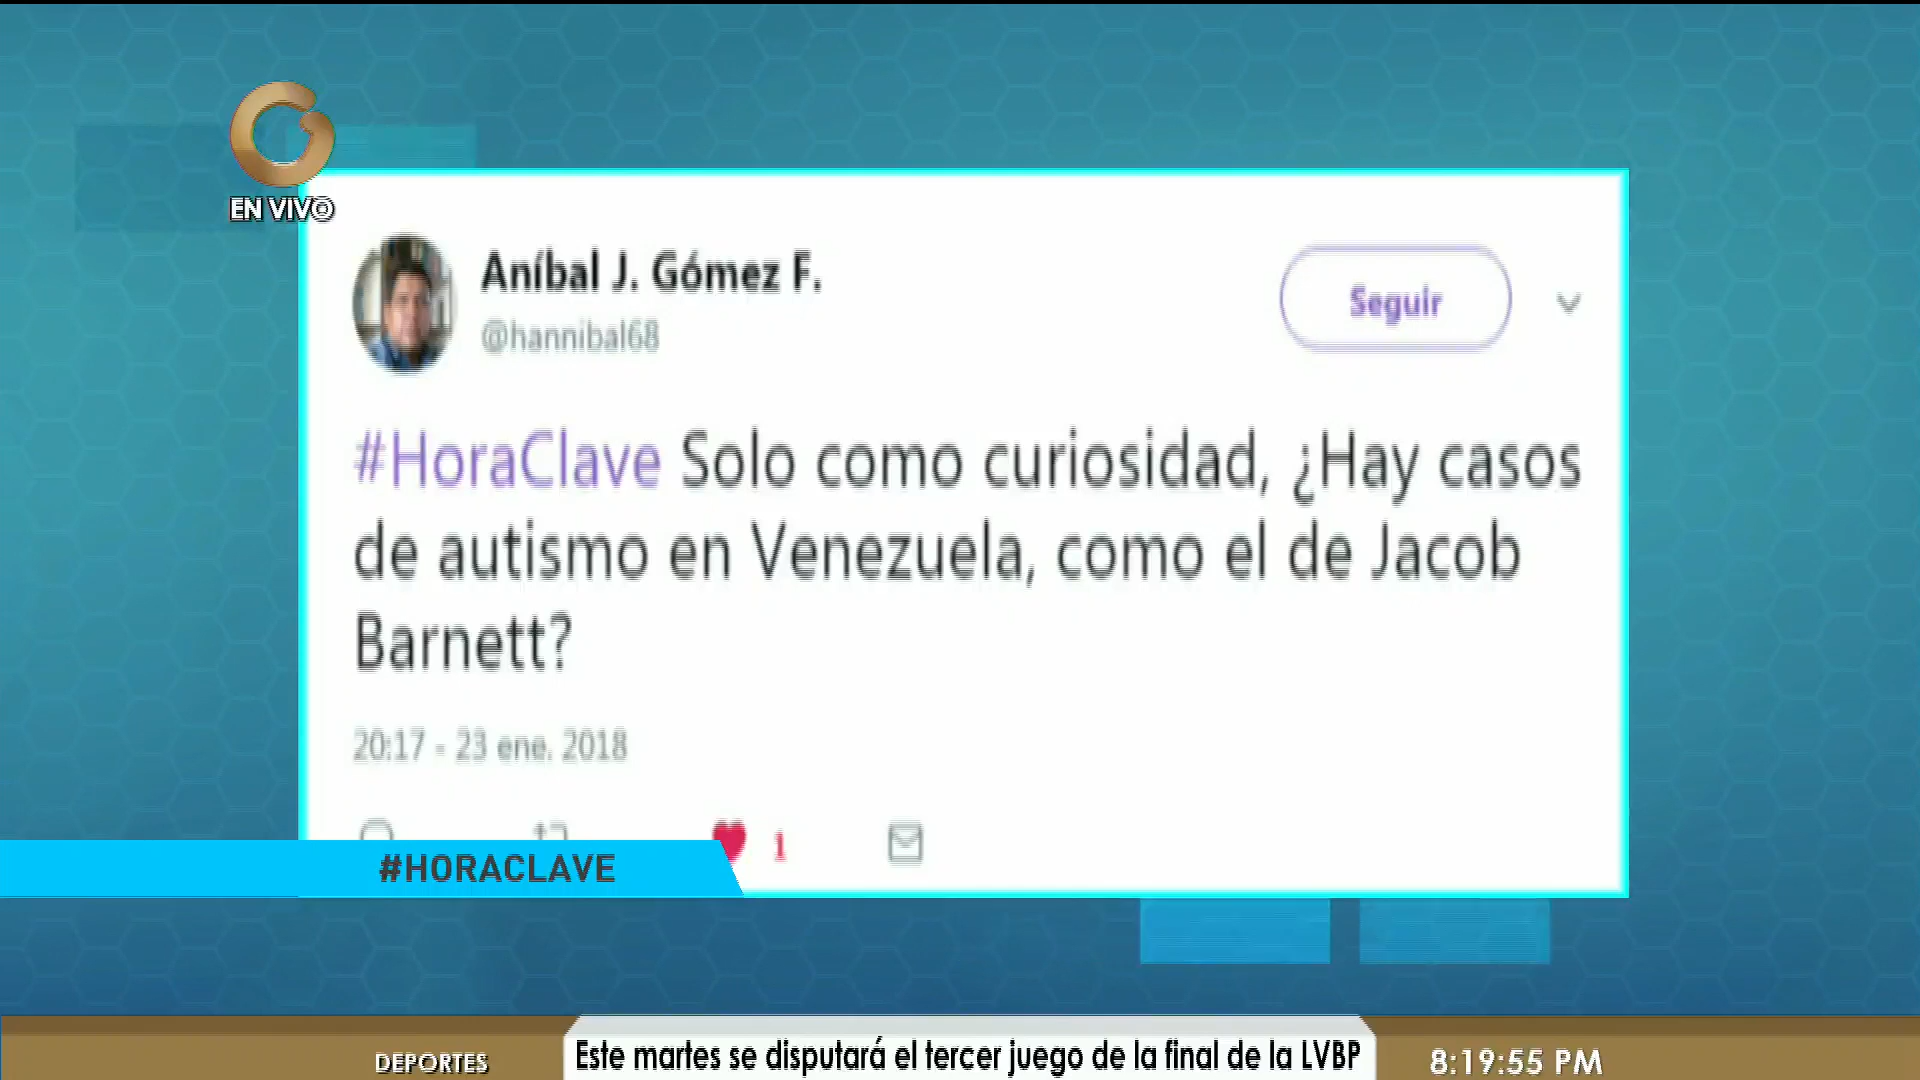 EN VIVO
Aníbal J. Gómez F.
@hannibal68
Seguir
#HoraClave Solo como curiosidad, ¿Hay casos
de autismo en Venezuela, como el de Jacob
Barnett?
20:17 - 23 ene. 2018
1
#HORACLAVE
DEPORTES
Este martes se disputará el tercer juego de la final de la LVBP
8:19:55 PM